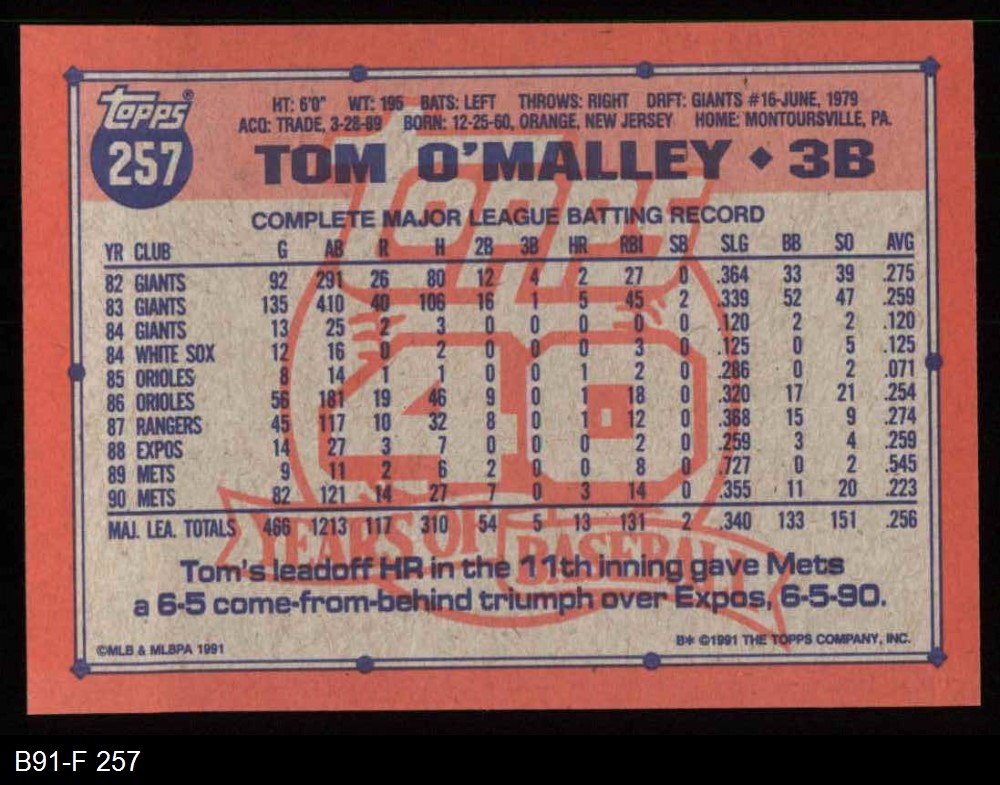 Topps®
257
HT: 6'0" WT: 195 BATS: LEFT THROWS: RIGHT DRFT: GIANTS #16-JUNE, 1979
ACQ: TRADE, 3-28-89 BORN: 12-25-60, ORANGE, NEW JERSEY HOME: MONTOURSVILLE, PA.
TOM O'MALLEY ◆ 3B
COMPLETE MAJOR LEAGUE BATTING RECORD
YR CLUB G AB R H 2B 3B HR RBI SB SLG BB SO AVG
82 GIANTS 92 291 26 80 12 4 2 27 0 .364 33 39 .275
83 GIANTS 135 410 40 106 16 1 5 45 2 .339 52 47 .259
84 GIANTS 13 25 2 3 0 0 0 0 0 .120 2 2 .120
84 WHITE SOX 12 16 0 2 0 0 0 3 0 .125 0 5 .125
85 ORIOLES 8 14 1 1 0 0 1 2 0 .286 0 2 .071
86 ORIOLES 56 181 19 46 9 0 1 18 0 .320 17 21 .254
87 RANGERS 45 117 10 32 8 0 1 12 0 .368 15 9 .274
88 EXPOS 14 27 3 7 0 0 0 2 0 .259 3 4 .259
89 METS 9 11 2 6 2 0 0 8 0 .727 0 2 .545
90 METS 82 121 14 27 7 0 3 14 0 .355 11 20 .223
MAJ. LEA. TOTALS 466 1213 117 310 54 5 13 131 2 .340 133 151 .256
Topps
40
YEARS OF BASEBALL
Tom's leadoff HR in the 11th inning gave Mets
a 6-5 come-from-behind triumph over Expos, 6-5-90.
©MLB & MLBPA 1991
B* ©1991 THE TOPPS COMPANY, INC.
B91-F 257